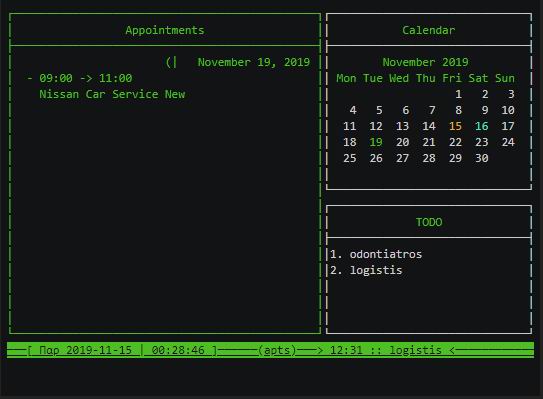 Appointments
(| November 19, 2019
- 09:00 -> 11:00
Nissan Car Service New
Calendar
November 2019
Mon Tue Wed Thu Fri Sat Sun
1 2 3
4 5 6 7 8 9 10
11 12 13 14 15 16 17
18 19 20 21 22 23 24
25 26 27 28 29 30
TODO
1. odontiatros
2. logistis
[ Παρ 2019-11-15 | 00:28:46 ] (apts) > 12:31 :: logistis <